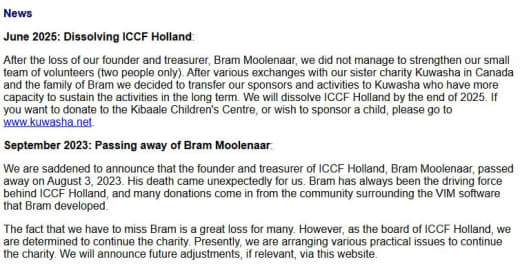 News
June 2025: Dissolving ICCF Holland:
After the loss of our founder and treasurer, Bram Moolenaar, we did not manage to strengthen our small
team of volunteers (two people only). After various exchanges with our sister charity Kuwasha in Canada
and the family of Bram we decided to transfer our sponsors and activities to Kuwasha who have more
capacity to sustain the activities in the long term. We will dissolve ICCF Holland by the end of 2025. If
you want to donate to the Kibaale Children's Centre, or wish to sponsor a child, please go to
www.kuwasha.net.
September 2023: Passing away of Bram Moolenaar:
We are saddened to announce that the founder and treasurer of ICCF Holland, Bram Moolenaar, passed
away on August 3, 2023. His death came unexpectedly for us. Bram has always been the driving force
behind ICCF Holland, and many donations come in from the community surrounding the VIM software
that Bram developed.
The fact that we have to miss Bram is a great loss for many. However, as the board of ICCF Holland, we
are determined to continue the charity. Presently, we are arranging various practical issues to continue
the charity. We will announce future adjustments, if relevant, via this website.